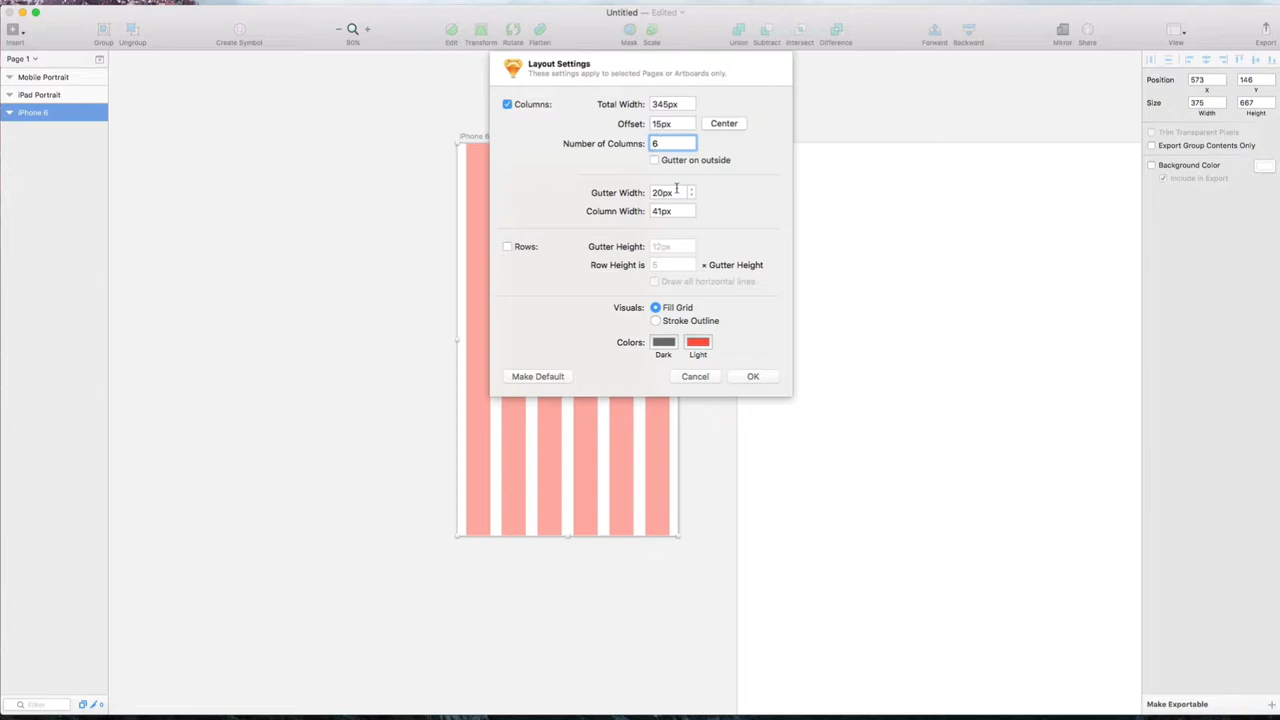 Untitled — Edited
Insert
Group
Ungroup
Create Symbol
80%
Edit
Transform
Rotate
Flatten
Mask
Scale
Union
Subtract
Intersect
Difference
Forward
Backward
Mirror
Share
View
Export
Page 1
Mobile Portrait
iPad Portrait
iPhone 6
Filter
0
iPhone 6
Layout Settings
These settings apply to selected Pages or Artboards only.
Columns: Total Width: 345px
Offset: 15px Center
Number of Columns: 6
Gutter on outside
Gutter Width: 20px
Column Width: 41px
Rows: Gutter Height: 12px
Row Height is 5 × Gutter Height
Draw all horizontal lines
Visuals: Fill Grid
Stroke Outline
Colors:
Dark Light
Make Default Cancel OK
Position 573 146
X Y
Size 375 667
Width Height
Trim Transparent Pixels
Export Group Contents Only
Background Color
Include in Export
Make Exportable